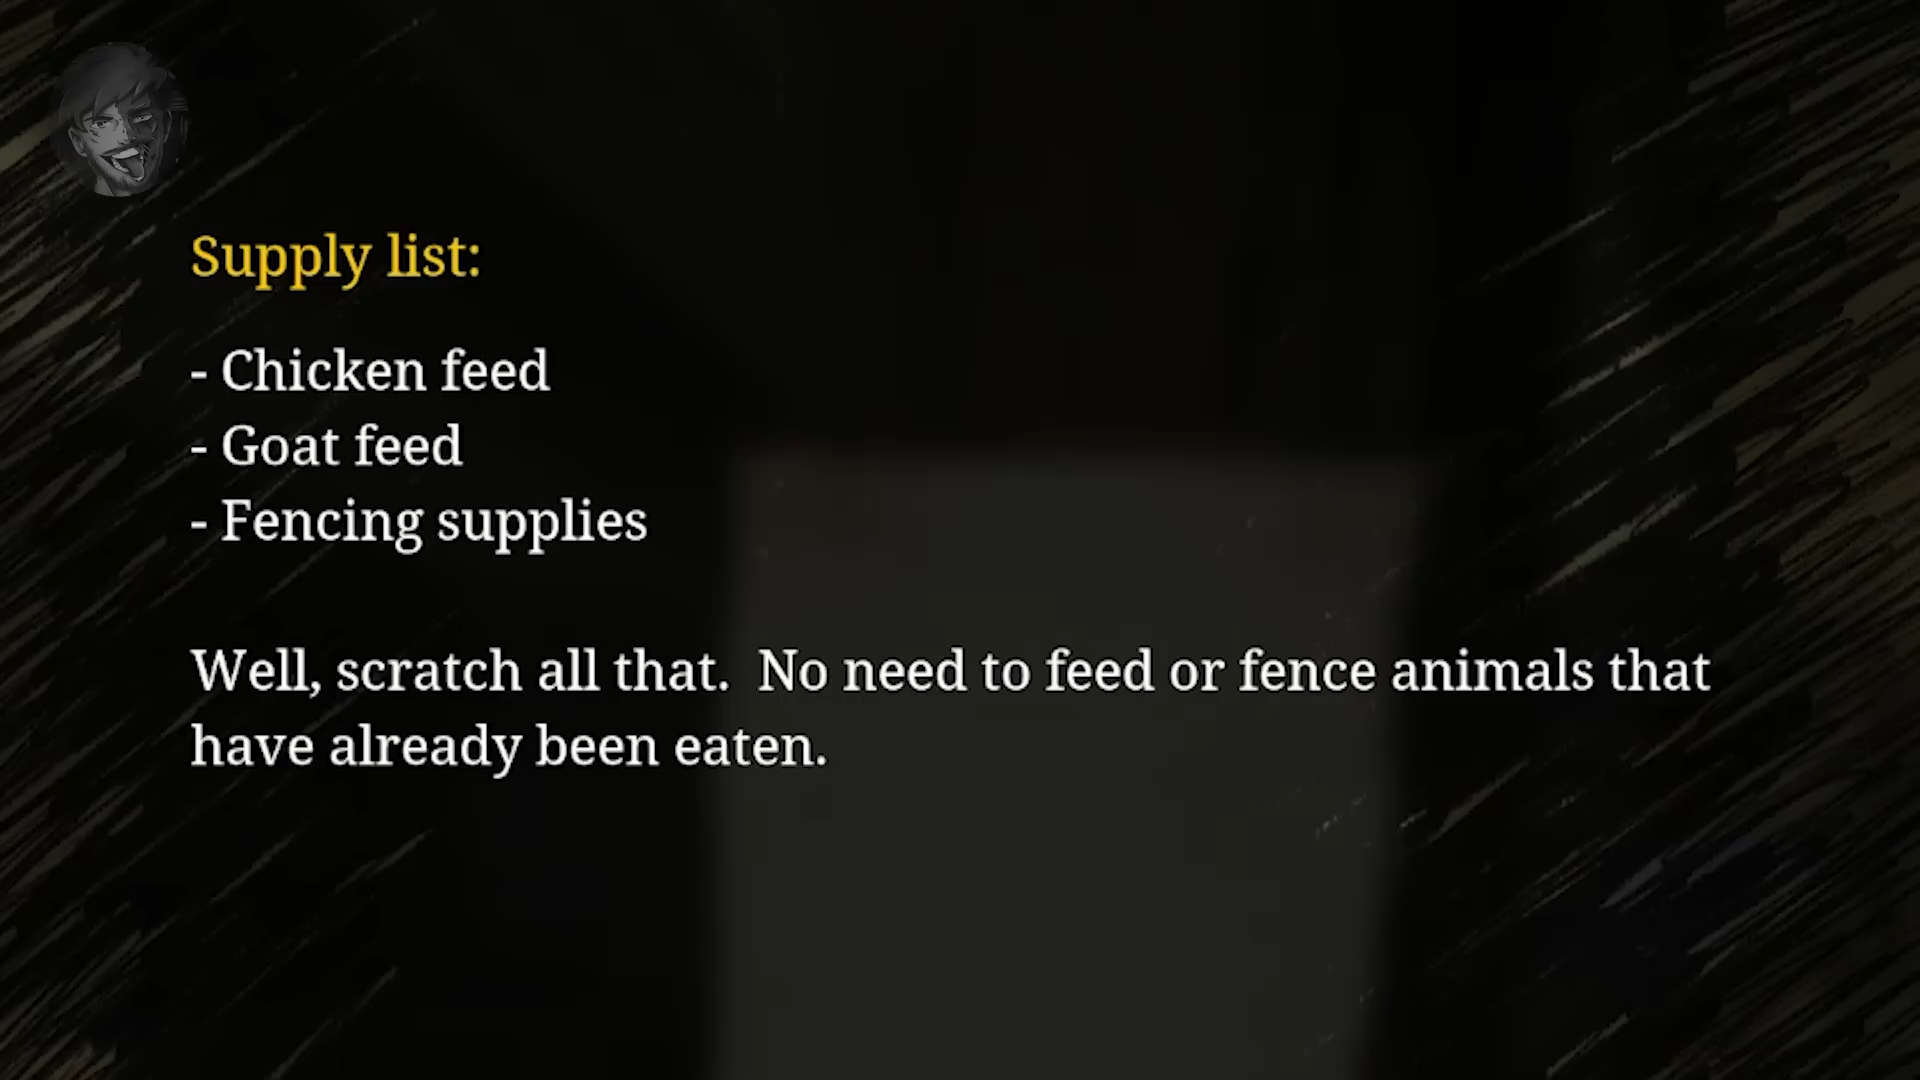 Supply list:
- Chicken feed
- Goat feed
- Fencing supplies
Well, scratch all that.  No need to feed or fence animals that
have already been eaten.